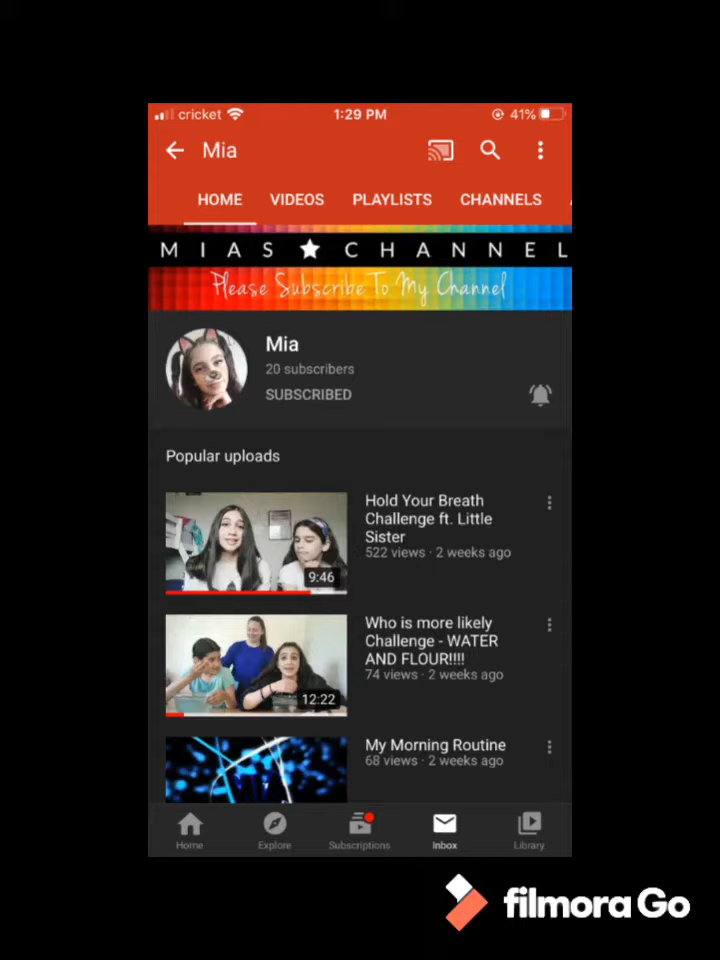 cricket 1:29 PM 41%
Mia
HOME VIDEOS PLAYLISTS CHANNELS
MIAS CHANNEL
Please Subscribe To My Channel
Mia
20 subscribers
SUBSCRIBED
Popular uploads
Hold Your Breath
Challenge ft. Little
Sister
522 views · 2 weeks ago
9:46
Who is more likely
Challenge - WATER
AND FLOUR!!!!
74 views · 2 weeks ago
12:22
My Morning Routine
68 views · 2 weeks ago
Home Explore Subscriptions Inbox Library
filmora Go